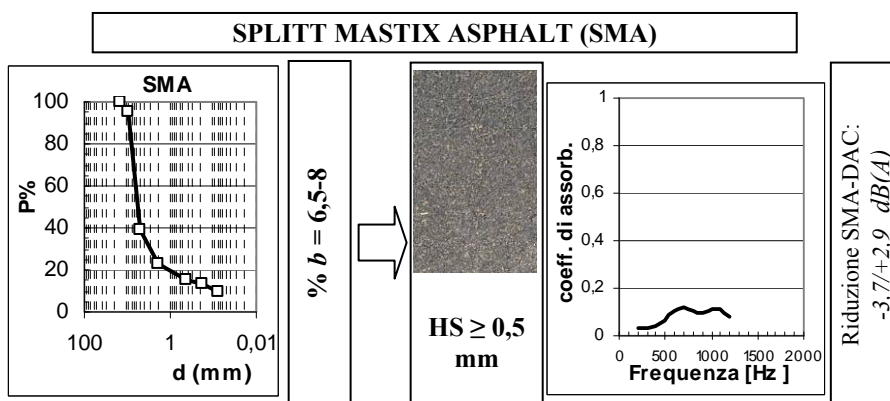 SPLITT MASTIX ASPHALT (SMA)
SMA
P%
100
80
60
40
20
0
100
1
0,01
d (mm)
% b = 6,5-8
HS ≥ 0,5
mm
coeff. di assorb.
1
0,8
0,6
0,4
0,2
0
0
500
1000
1500
2000
Frequenza [Hz ]
Riduzione SMA-DAC:
-3,7/+2,9 dB(A)